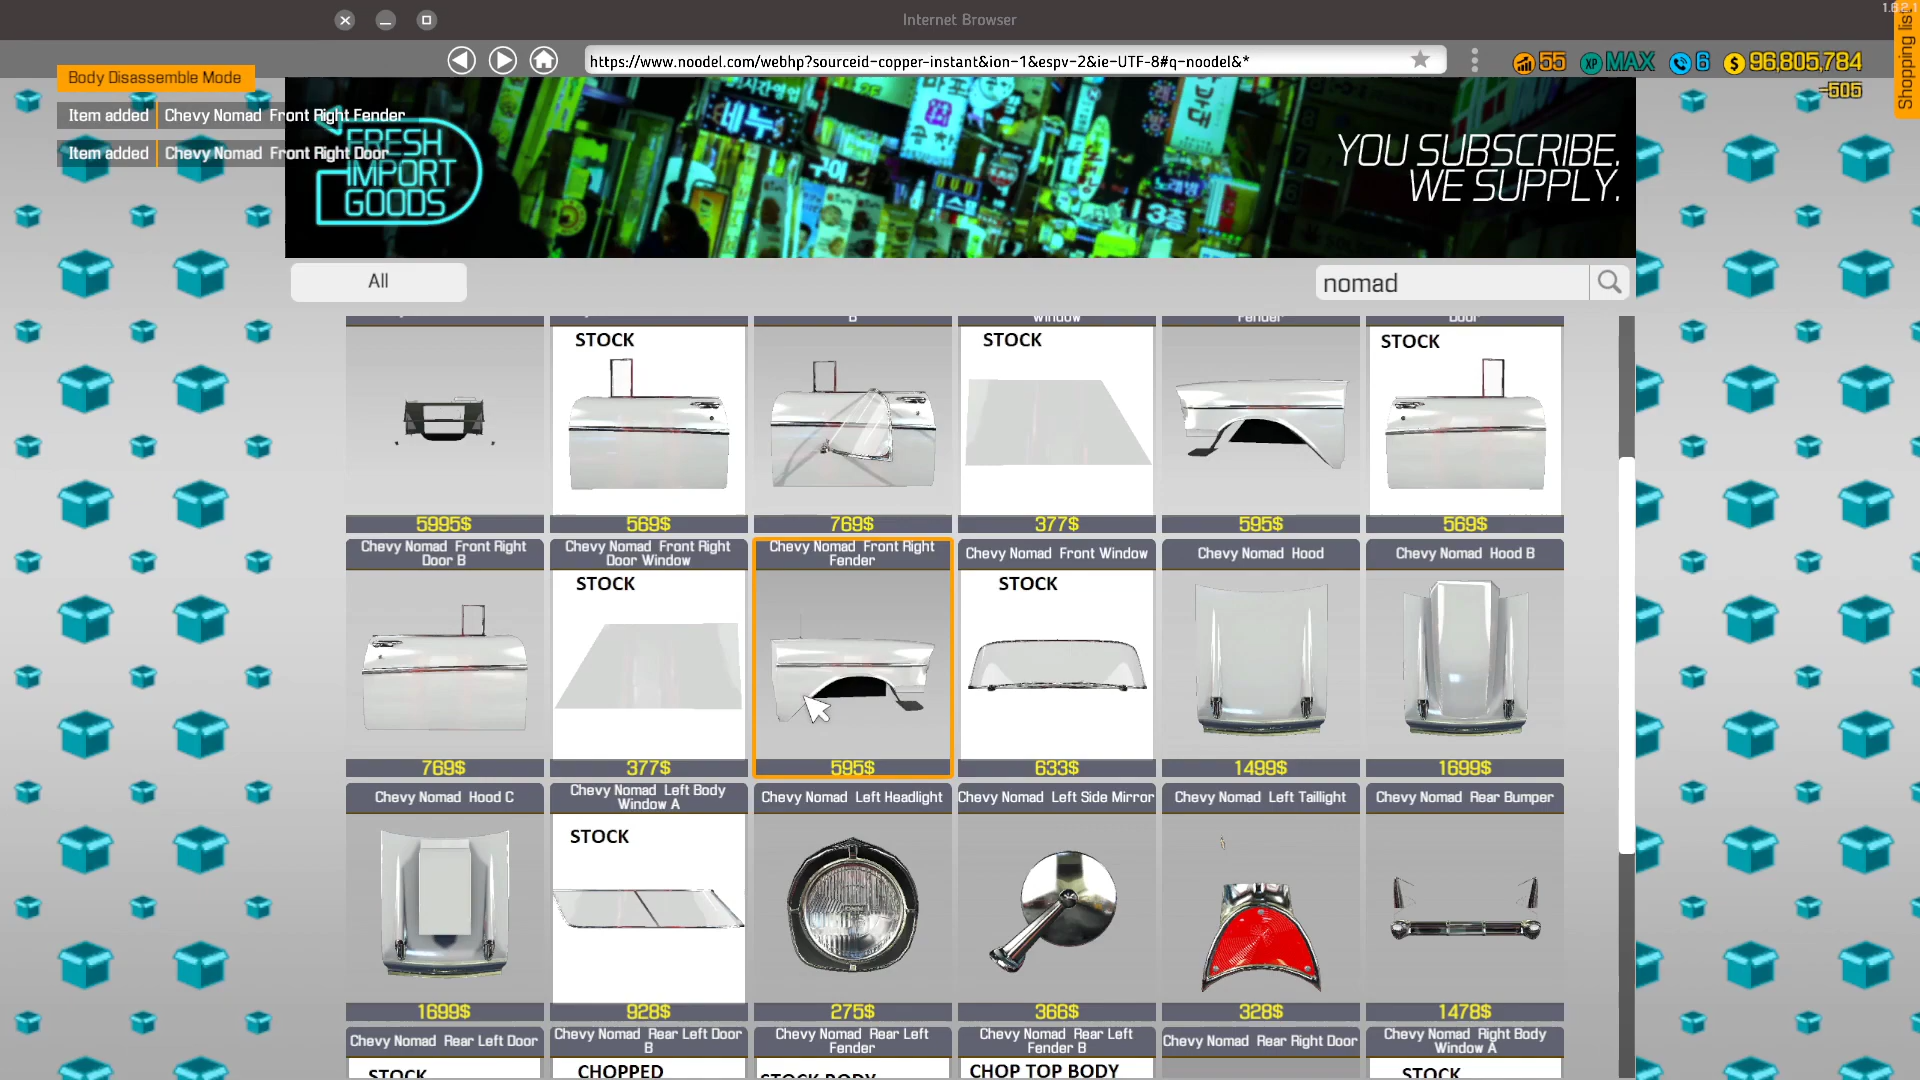 1.6.2.1
Internet Browser
Shopping list
https://www.noodel.com/webhp?sourceid-copper-instant&ion-1&espv-2&ie-UTF-8#q-noodel&*
55
XP MAX
6
$ 96,805,784
Body Disassemble Mode
Item added
Chevy Nomad Front Right Fender
Item added
Chevy Nomad Front Right Door
FRESH
IMPORT
GOODS
YOU SUBSCRIBE.
WE SUPPLY.
All
nomad
B
Window
Fender
Door
STOCK
STOCK
STOCK
5995$
569$
769$
377$
595$
569$
Chevy Nomad Front Right
Door B
Chevy Nomad Front Right
Door Window
Chevy Nomad Front Right
Fender
Chevy Nomad Front Window
Chevy Nomad Hood
Chevy Nomad Hood B
STOCK
STOCK
769$
377$
595$
633$
1499$
1699$
Chevy Nomad Hood C
Chevy Nomad Left Body
Window A
Chevy Nomad Left Headlight
Chevy Nomad Left Side Mirror
Chevy Nomad Left Taillight
Chevy Nomad Rear Bumper
STOCK
1699$
928$
275$
366$
328$
1478$
Chevy Nomad Rear Left Door
Chevy Nomad Rear Left Door
B
Chevy Nomad Rear Left
Fender
Chevy Nomad Rear Left
Fender B
Chevy Nomad Rear Right Door
Chevy Nomad Right Body
Window A
STOCK
CHOPPED
STOCK BODY
CHOP TOP BODY
STOCK